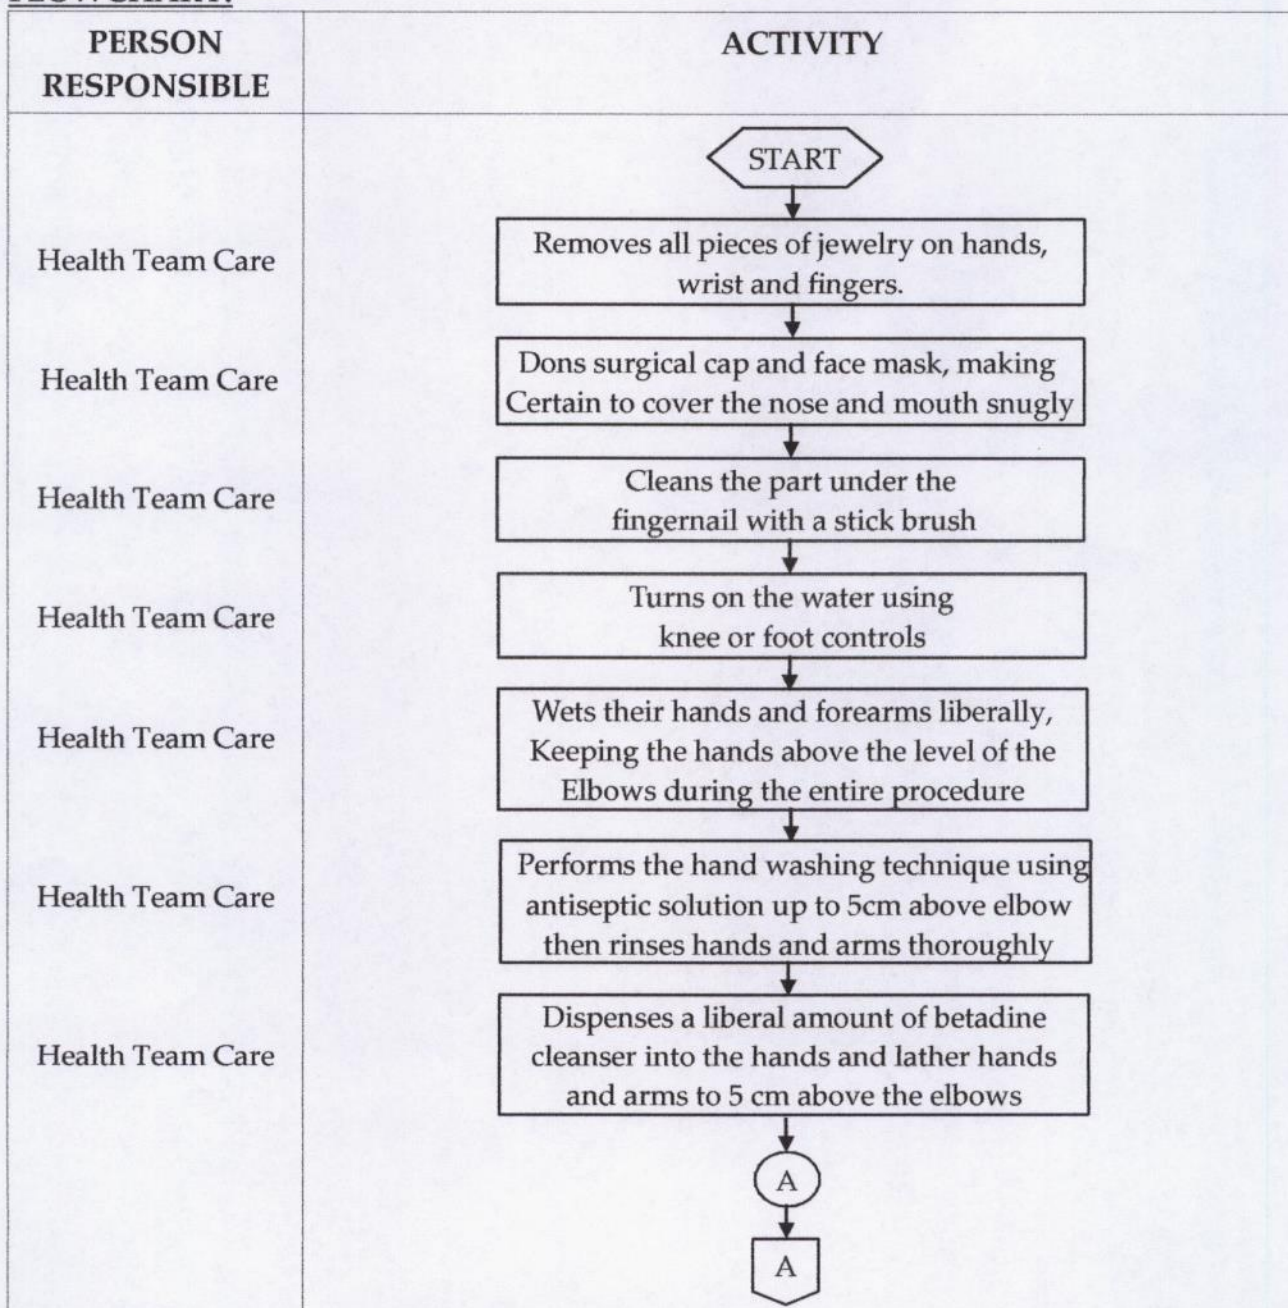 PERSON
RESPONSIBLE
ACTIVITY
START
Health Team Care
Removes all pieces of jewelry on hands,
wrist and fingers.
Health Team Care
Dons surgical cap and face mask, making
Certain to cover the nose and mouth snugly
Health Team Care
Cleans the part under the
fingernail with a stick brush
Health Team Care
Turns on the water using
knee or foot controls
Health Team Care
Wets their hands and forearms liberally,
Keeping the hands above the level of the
Elbows during the entire procedure
Health Team Care
Performs the hand washing technique using
antiseptic solution up to 5cm above elbow
then rinses hands and arms thoroughly
Health Team Care
Dispenses a liberal amount of betadine
cleanser into the hands and lather hands
and arms to 5 cm above the elbows
A
A